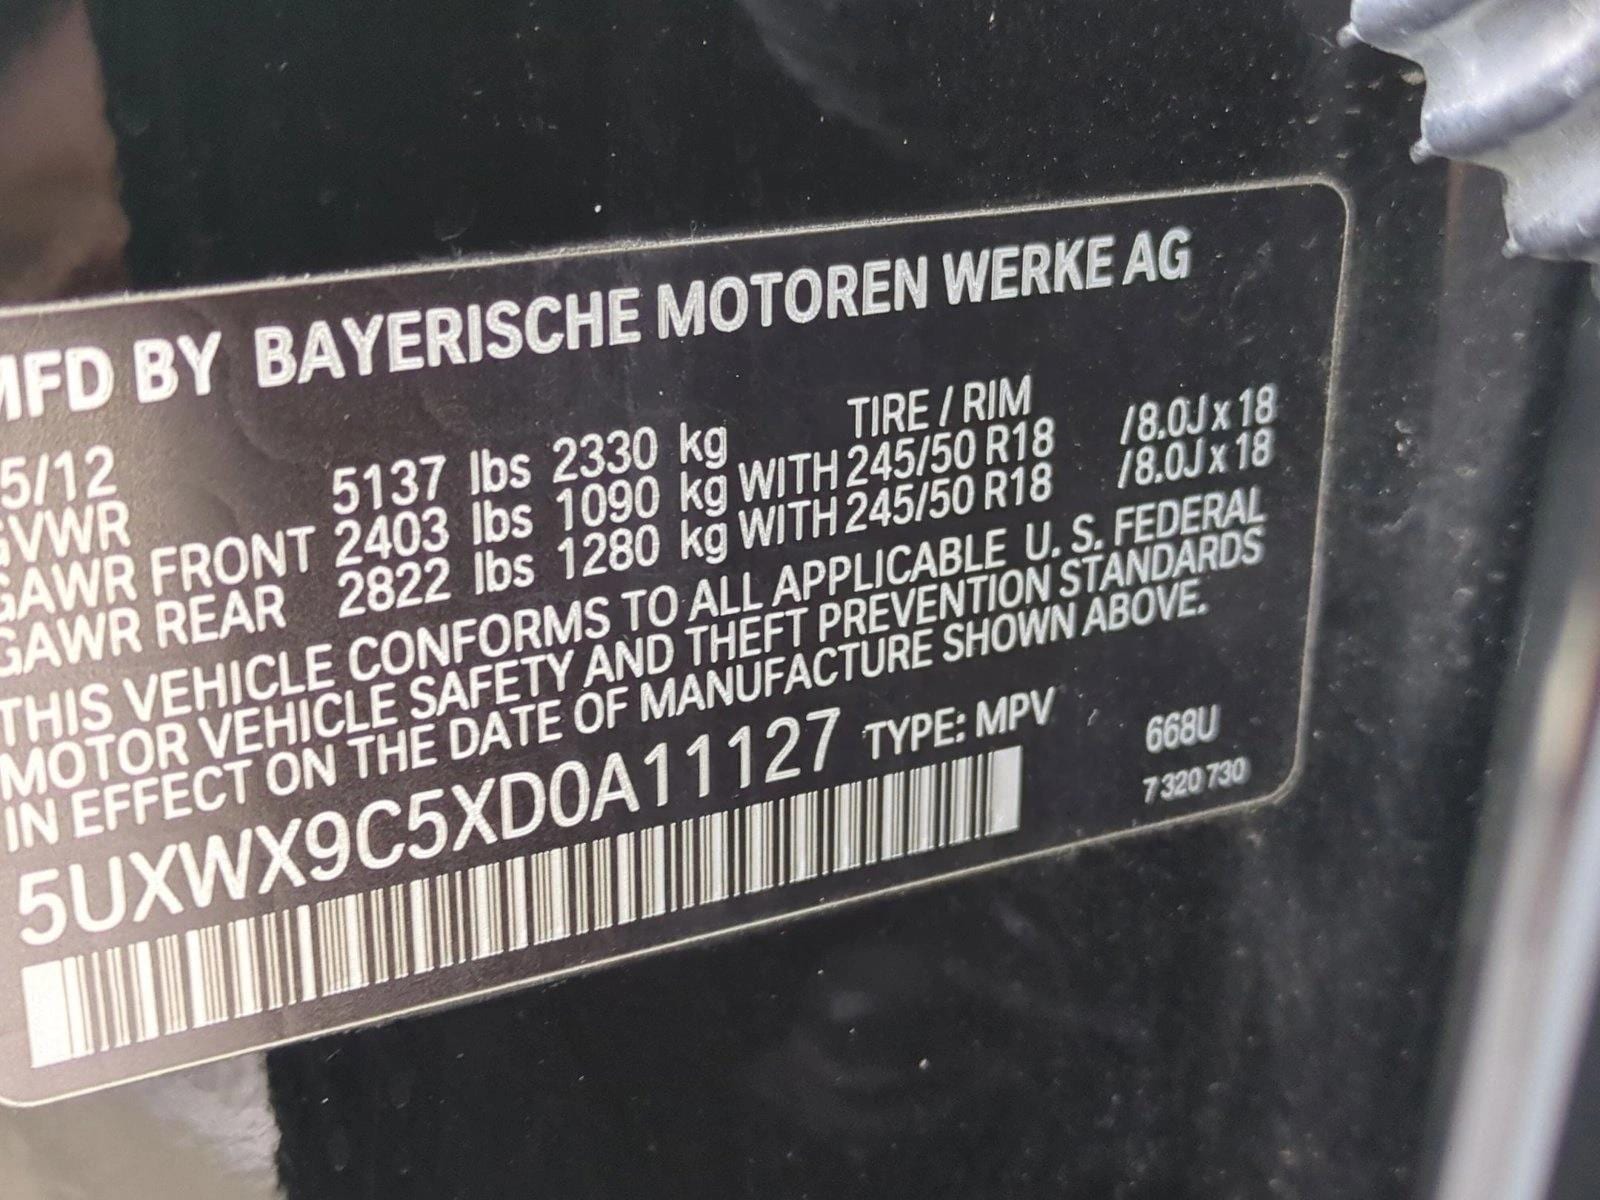 MFD BY BAYERISCHE MOTOREN WERKE AG
5/12
TIRE / RIM
GVWR 5137 lbs 2330 kg
GAWR FRONT 2403 lbs 1090 kg WITH 245/50 R18 /8.0J x 18
GAWR REAR 2822 lbs 1280 kg WITH 245/50 R18 /8.0J x 18
THIS VEHICLE CONFORMS TO ALL APPLICABLE U. S. FEDERAL
MOTOR VEHICLE SAFETY AND THEFT PREVENTION STANDARDS
IN EFFECT ON THE DATE OF MANUFACTURE SHOWN ABOVE.
5UXWX9C5XD0A11127 TYPE: MPV 668U
7 320 730